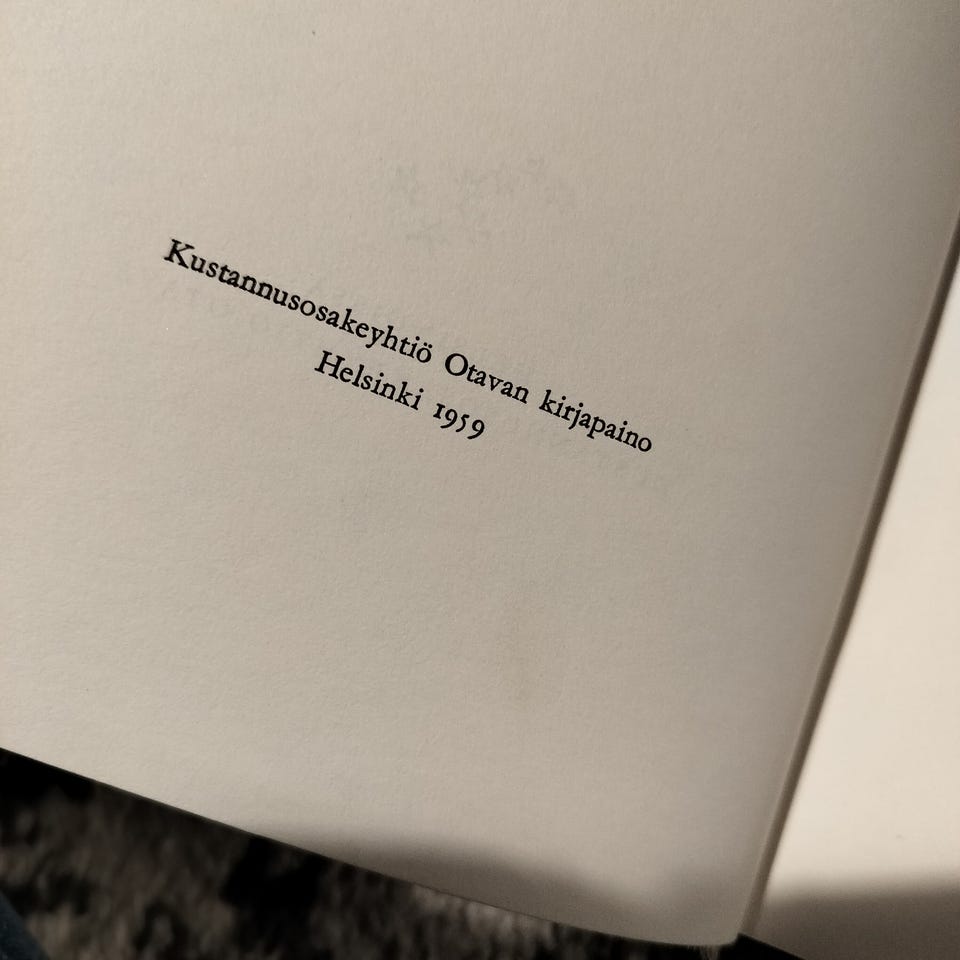 Kustannusosakeyhtiö Otavan kirjapaino
Helsinki 1959